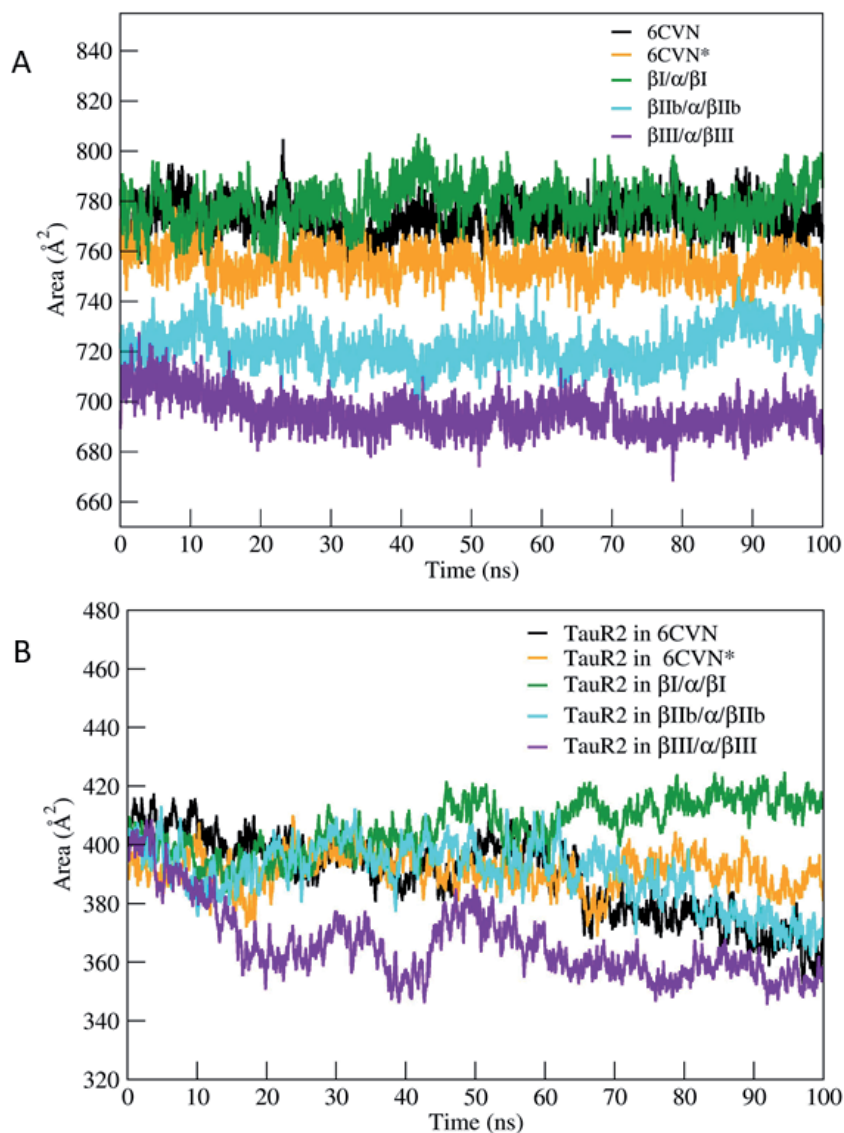 A
6CVN
6CVN*
βI/α/βI
βIIb/α/βIIb
βIII/α/βIII
840
820
800
780
760
740
720
700
680
660
Area (Å²)
0 10 20 30 40 50 60 70 80 90 100
Time (ns)
B
TauR2 in 6CVN
TauR2 in 6CVN*
TauR2 in βI/α/βI
TauR2 in βIIb/α/βIIb
TauR2 in βIII/α/βIII
480
460
440
420
400
380
360
340
320
Area (Å²)
0 10 20 30 40 50 60 70 80 90 100
Time (ns)